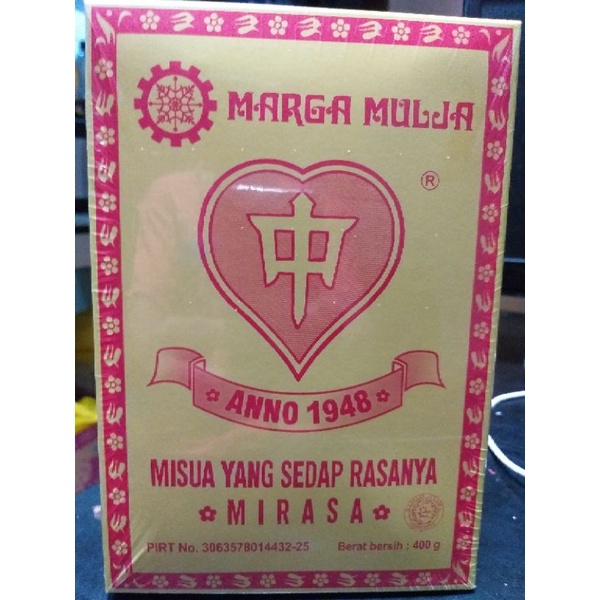 MARGA MULJA
®
中
ANNO 1948
MISUA YANG SEDAP RASANYA
MIRASA
PIRT No. 3063578014432-25 Berat bersih : 400 g